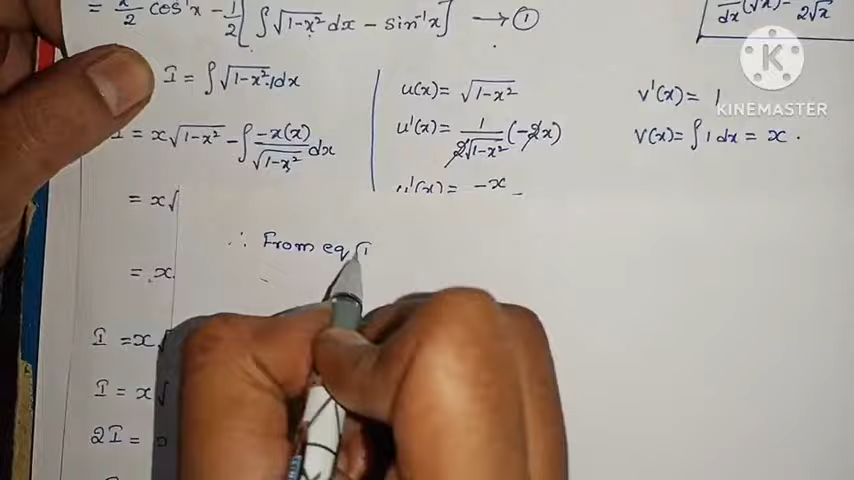 = x²/2 cos⁻¹x - 1/2 [∫√1-x² dx - sin⁻¹x] → ①
d/dx(√x) = 1/2√x
I = ∫√1-x² · 1 dx
u(x) = √1-x²
v'(x) = 1
I = x√1-x² - ∫ -x(x)/√1-x² dx
u'(x) = 1/2√1-x² (-2x)
v(x) = ∫ 1 dx = x .
u'(x) = -x
= x√
∴ From eq
= x
I = x
I = x√
2I =
K
KINEMASTER